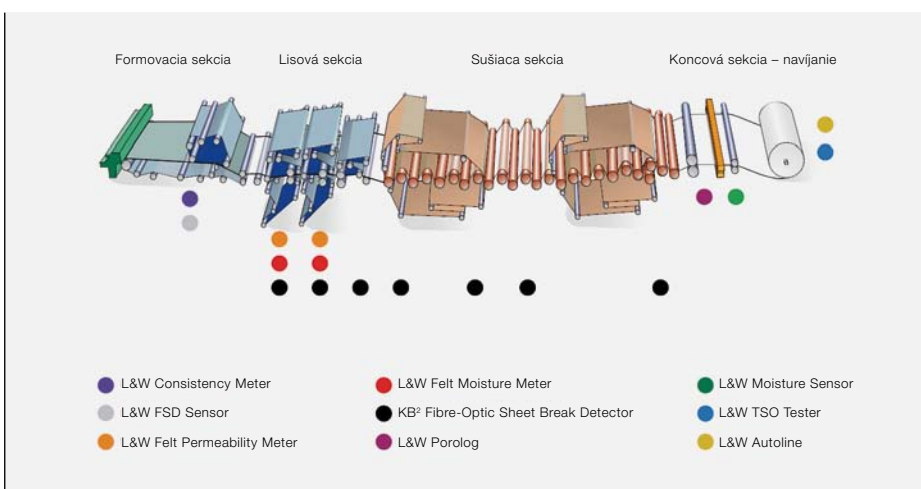 Formovacia sekcia
Lisová sekcia
Sušiaca sekcia
Koncová sekcia – navíjanie
L&W Consistency Meter
L&W FSD Sensor
L&W Felt Permeability Meter
L&W Felt Moisture Meter
KB² Fibre-Optic Sheet Break Detector
L&W Porolog
L&W Moisture Sensor
L&W TSO Tester
L&W Autoline